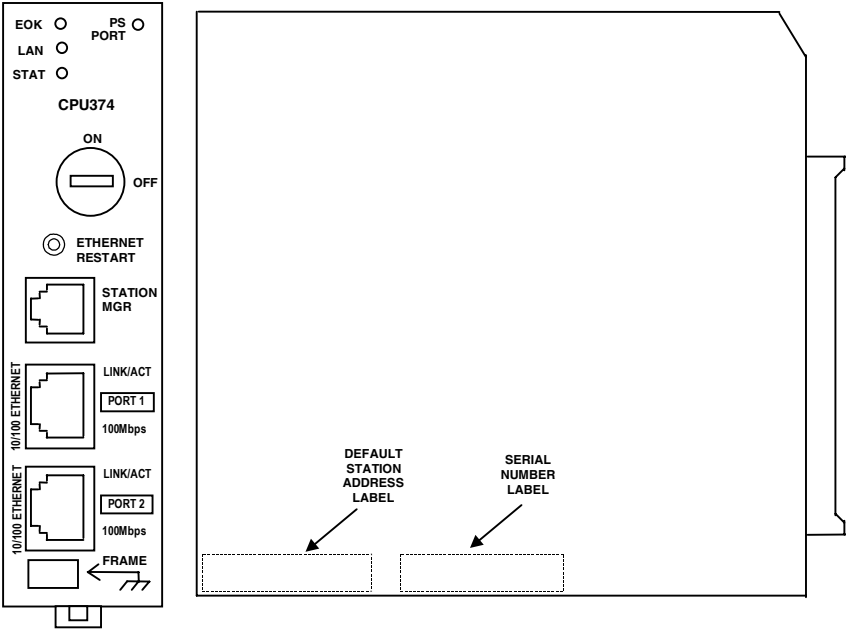 EOK
PS
PORT
LAN
STAT
CPU374
ON
OFF
ETHERNET
RESTART
STATION
MGR
10/100 ETHERNET
LINK/ACT
PORT 1
100Mbps
10/100 ETHERNET
LINK/ACT
PORT 2
100Mbps
FRAME
DEFAULT
STATION
ADDRESS
LABEL
SERIAL
NUMBER
LABEL